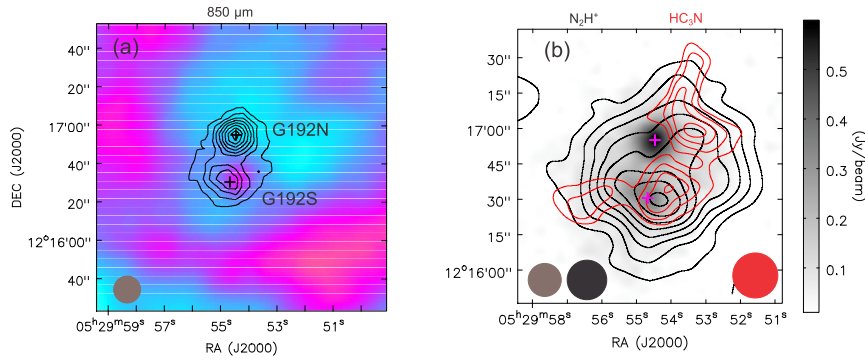 850 μm
(a)
G192N
G192S
40''
20''
17'00''
40''
20''
12°16'00''
40''
DEC (J2000)
05ʰ29ᵐ59ˢ
57ˢ
55ˢ
53ˢ
51ˢ
RA (J2000)
N₂H⁺
HC₃N
(b)
30''
15''
17'00''
45''
30''
15''
12°16'00''
05ʰ29ᵐ58ˢ
56ˢ
55ˢ
54ˢ
53ˢ
52ˢ
51ˢ
RA (J2000)
0.5
0.4
0.3
0.2
0.1
(Jy/beam)